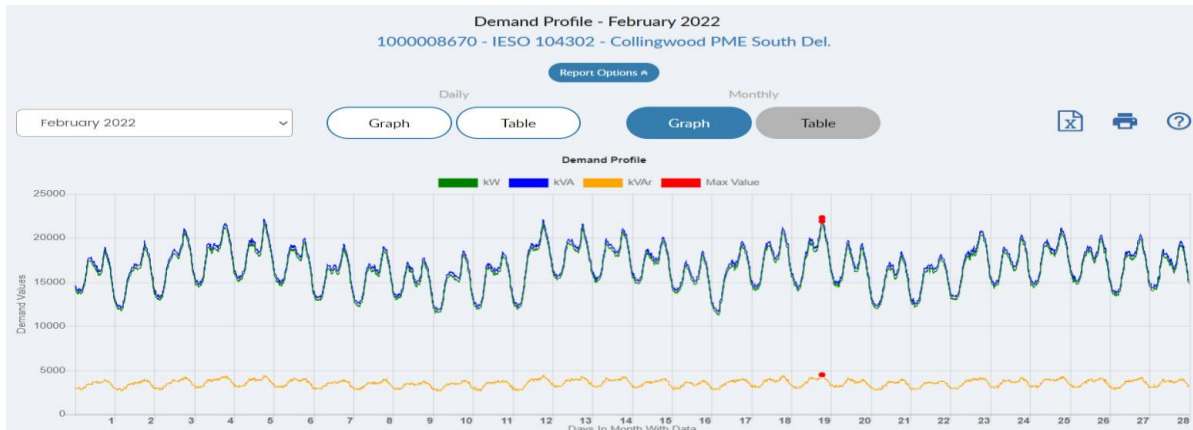 Demand Profile - February 2022
1000008670 - IESO 104302 - Collingwood PME South Del.
Report Options
Daily Monthly
February 2022 Graph Table Graph Table
Demand Profile
kW kVA kVAr Max Value
25000
20000
15000
10000
5000
0
Demand Values
1 2 3 4 5 6 7 8 9 10 11 12 13 14 15 16 17 18 19 20 21 22 23 24 25 26 27 28
Days In Month With Data